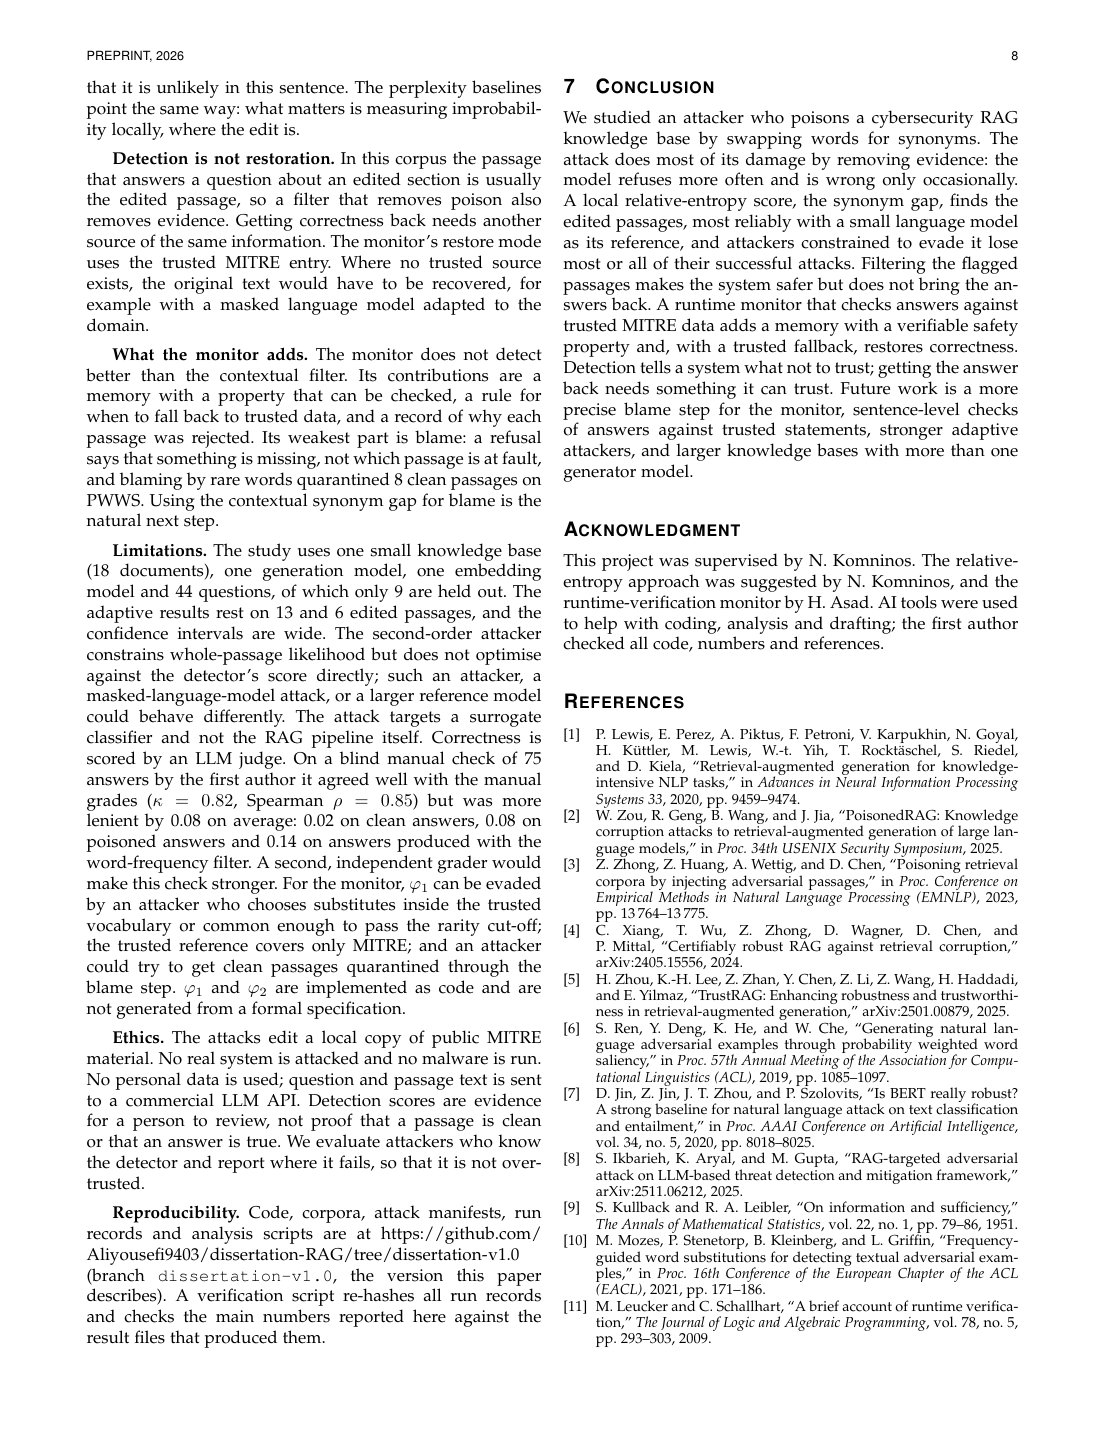 PREPRINT, 2026
8
that it is unlikely in this sentence. The perplexity baselines
point the same way: what matters is measuring improbabil-
ity locally, where the edit is.
Detection is not restoration. In this corpus the passage
that answers a question about an edited section is usually
the edited passage, so a filter that removes poison also
removes evidence. Getting correctness back needs another
source of the same information. The monitor's restore mode
uses the trusted MITRE entry. Where no trusted source
exists, the original text would have to be recovered, for
example with a masked language model adapted to the
domain.
What the monitor adds. The monitor does not detect
better than the contextual filter. Its contributions are a
memory with a property that can be checked, a rule for
when to fall back to trusted data, and a record of why each
passage was rejected. Its weakest part is blame: a refusal
says that something is missing, not which passage is at fault,
and blaming by rare words quarantined 8 clean passages on
PWWS. Using the contextual synonym gap for blame is the
natural next step.
Limitations. The study uses one small knowledge base
(18 documents), one generation model, one embedding
model and 44 questions, of which only 9 are held out. The
adaptive results rest on 13 and 6 edited passages, and the
confidence intervals are wide. The second-order attacker
constrains whole-passage likelihood but does not optimise
against the detector's score directly; such an attacker, a
masked-language-model attack, or a larger reference model
could behave differently. The attack targets a surrogate
classifier and not the RAG pipeline itself. Correctness is
scored by an LLM judge. On a blind manual check of 75
answers by the first author it agreed well with the manual
grades (κ = 0.82, Spearman ρ = 0.85) but was more
lenient by 0.08 on average: 0.02 on clean answers, 0.08 on
poisoned answers and 0.14 on answers produced with the
word-frequency filter. A second, independent grader would
make this check stronger. For the monitor, φ₁ can be evaded
by an attacker who chooses substitutes inside the trusted
vocabulary or common enough to pass the rarity cut-off;
the trusted reference covers only MITRE; and an attacker
could try to get clean passages quarantined through the
blame step. φ₁ and φ₂ are implemented as code and are
not generated from a formal specification.
Ethics. The attacks edit a local copy of public MITRE
material. No real system is attacked and no malware is run.
No personal data is used; question and passage text is sent
to a commercial LLM API. Detection scores are evidence
for a person to review, not proof that a passage is clean
or that an answer is true. We evaluate attackers who know
the detector and report where it fails, so that it is not over-
trusted.
Reproducibility. Code, corpora, attack manifests, run
records and analysis scripts are at https://github.com/
Aliyousefi9403/dissertation-RAG/tree/dissertation-v1.0
(branch dissertation-v1.0, the version this paper
describes). A verification script re-hashes all run records
and checks the main numbers reported here against the
result files that produced them.
7 CONCLUSION
We studied an attacker who poisons a cybersecurity RAG
knowledge base by swapping words for synonyms. The
attack does most of its damage by removing evidence: the
model refuses more often and is wrong only occasionally.
A local relative-entropy score, the synonym gap, finds the
edited passages, most reliably with a small language model
as its reference, and attackers constrained to evade it lose
most or all of their successful attacks. Filtering the flagged
passages makes the system safer but does not bring the an-
swers back. A runtime monitor that checks answers against
trusted MITRE data adds a memory with a verifiable safety
property and, with a trusted fallback, restores correctness.
Detection tells a system what not to trust; getting the answer
back needs something it can trust. Future work is a more
precise blame step for the monitor, sentence-level checks
of answers against trusted statements, stronger adaptive
attackers, and larger knowledge bases with more than one
generator model.
ACKNOWLEDGMENT
This project was supervised by N. Komninos. The relative-
entropy approach was suggested by N. Komninos, and the
runtime-verification monitor by H. Asad. AI tools were used
to help with coding, analysis and drafting; the first author
checked all code, numbers and references.
REFERENCES
[1] P. Lewis, E. Perez, A. Piktus, F. Petroni, V. Karpukhin, N. Goyal,
H. Küttler, M. Lewis, W.-t. Yih, T. Rocktäschel, S. Riedel,
and D. Kiela, “Retrieval-augmented generation for knowledge-
intensive NLP tasks,” in Advances in Neural Information Processing
Systems 33, 2020, pp. 9459–9474.
[2] W. Zou, R. Geng, B. Wang, and J. Jia, “PoisonedRAG: Knowledge
corruption attacks to retrieval-augmented generation of large lan-
guage models,” in Proc. 34th USENIX Security Symposium, 2025.
[3] Z. Zhong, Z. Huang, A. Wettig, and D. Chen, “Poisoning retrieval
corpora by injecting adversarial passages,” in Proc. Conference on
Empirical Methods in Natural Language Processing (EMNLP), 2023,
pp. 13 764–13 775.
[4] C. Xiang, T. Wu, Z. Zhong, D. Wagner, D. Chen, and
P. Mittal, “Certifiably robust RAG against retrieval corruption,”
arXiv:2405.15556, 2024.
[5] H. Zhou, K.-H. Lee, Z. Zhan, Y. Chen, Z. Li, Z. Wang, H. Haddadi,
and E. Yilmaz, “TrustRAG: Enhancing robustness and trustworthi-
ness in retrieval-augmented generation,” arXiv:2501.00879, 2025.
[6] S. Ren, Y. Deng, K. He, and W. Che, “Generating natural lan-
guage adversarial examples through probability weighted word
saliency,” in Proc. 57th Annual Meeting of the Association for Compu-
tational Linguistics (ACL), 2019, pp. 1085–1097.
[7] D. Jin, Z. Jin, J. T. Zhou, and P. Szolovits, “Is BERT really robust?
A strong baseline for natural language attack on text classification
and entailment,” in Proc. AAAI Conference on Artificial Intelligence,
vol. 34, no. 5, 2020, pp. 8018–8025.
[8] S. Ikbarieh, K. Aryal, and M. Gupta, “RAG-targeted adversarial
attack on LLM-based threat detection and mitigation framework,”
arXiv:2511.06212, 2025.
[9] S. Kullback and R. A. Leibler, “On information and sufficiency,”
The Annals of Mathematical Statistics, vol. 22, no. 1, pp. 79–86, 1951.
[10] M. Mozes, P. Stenetorp, B. Kleinberg, and L. Griffin, “Frequency-
guided word substitutions for detecting textual adversarial exam-
ples,” in Proc. 16th Conference of the European Chapter of the ACL
(EACL), 2021, pp. 171–186.
[11] M. Leucker and C. Schallhart, “A brief account of runtime verifica-
tion,” The Journal of Logic and Algebraic Programming, vol. 78, no. 5,
pp. 293–303, 2009.